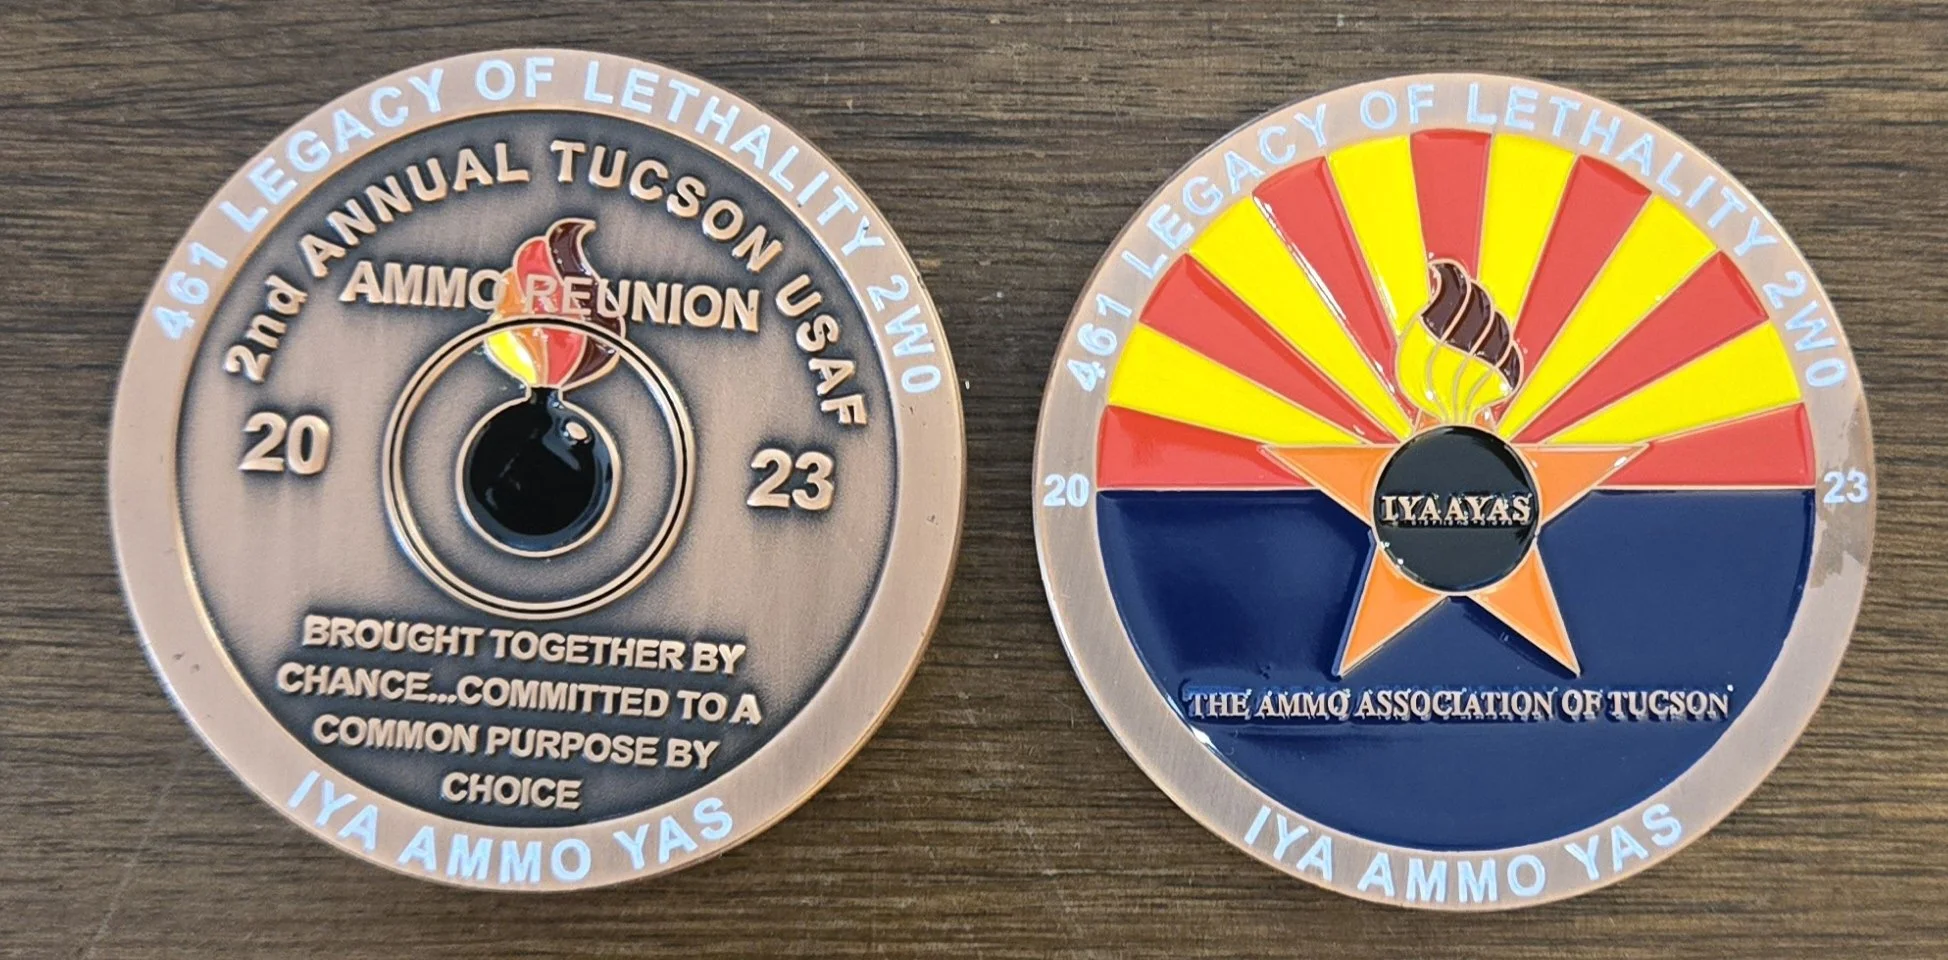 461 LEGACY OF LETHALITY 2W0
2nd ANNUAL TUCSON USAF
AMMO REUNION
20 23
BROUGHT TOGETHER BY
CHANCE...COMMITTED TO A
COMMON PURPOSE BY
CHOICE
IYA AMMO YAS
461 LEGACY OF LETHALITY 2W0
20 23
IYAAYAS
THE AMMO ASSOCIATION OF TUCSON
IYA AMMO YAS